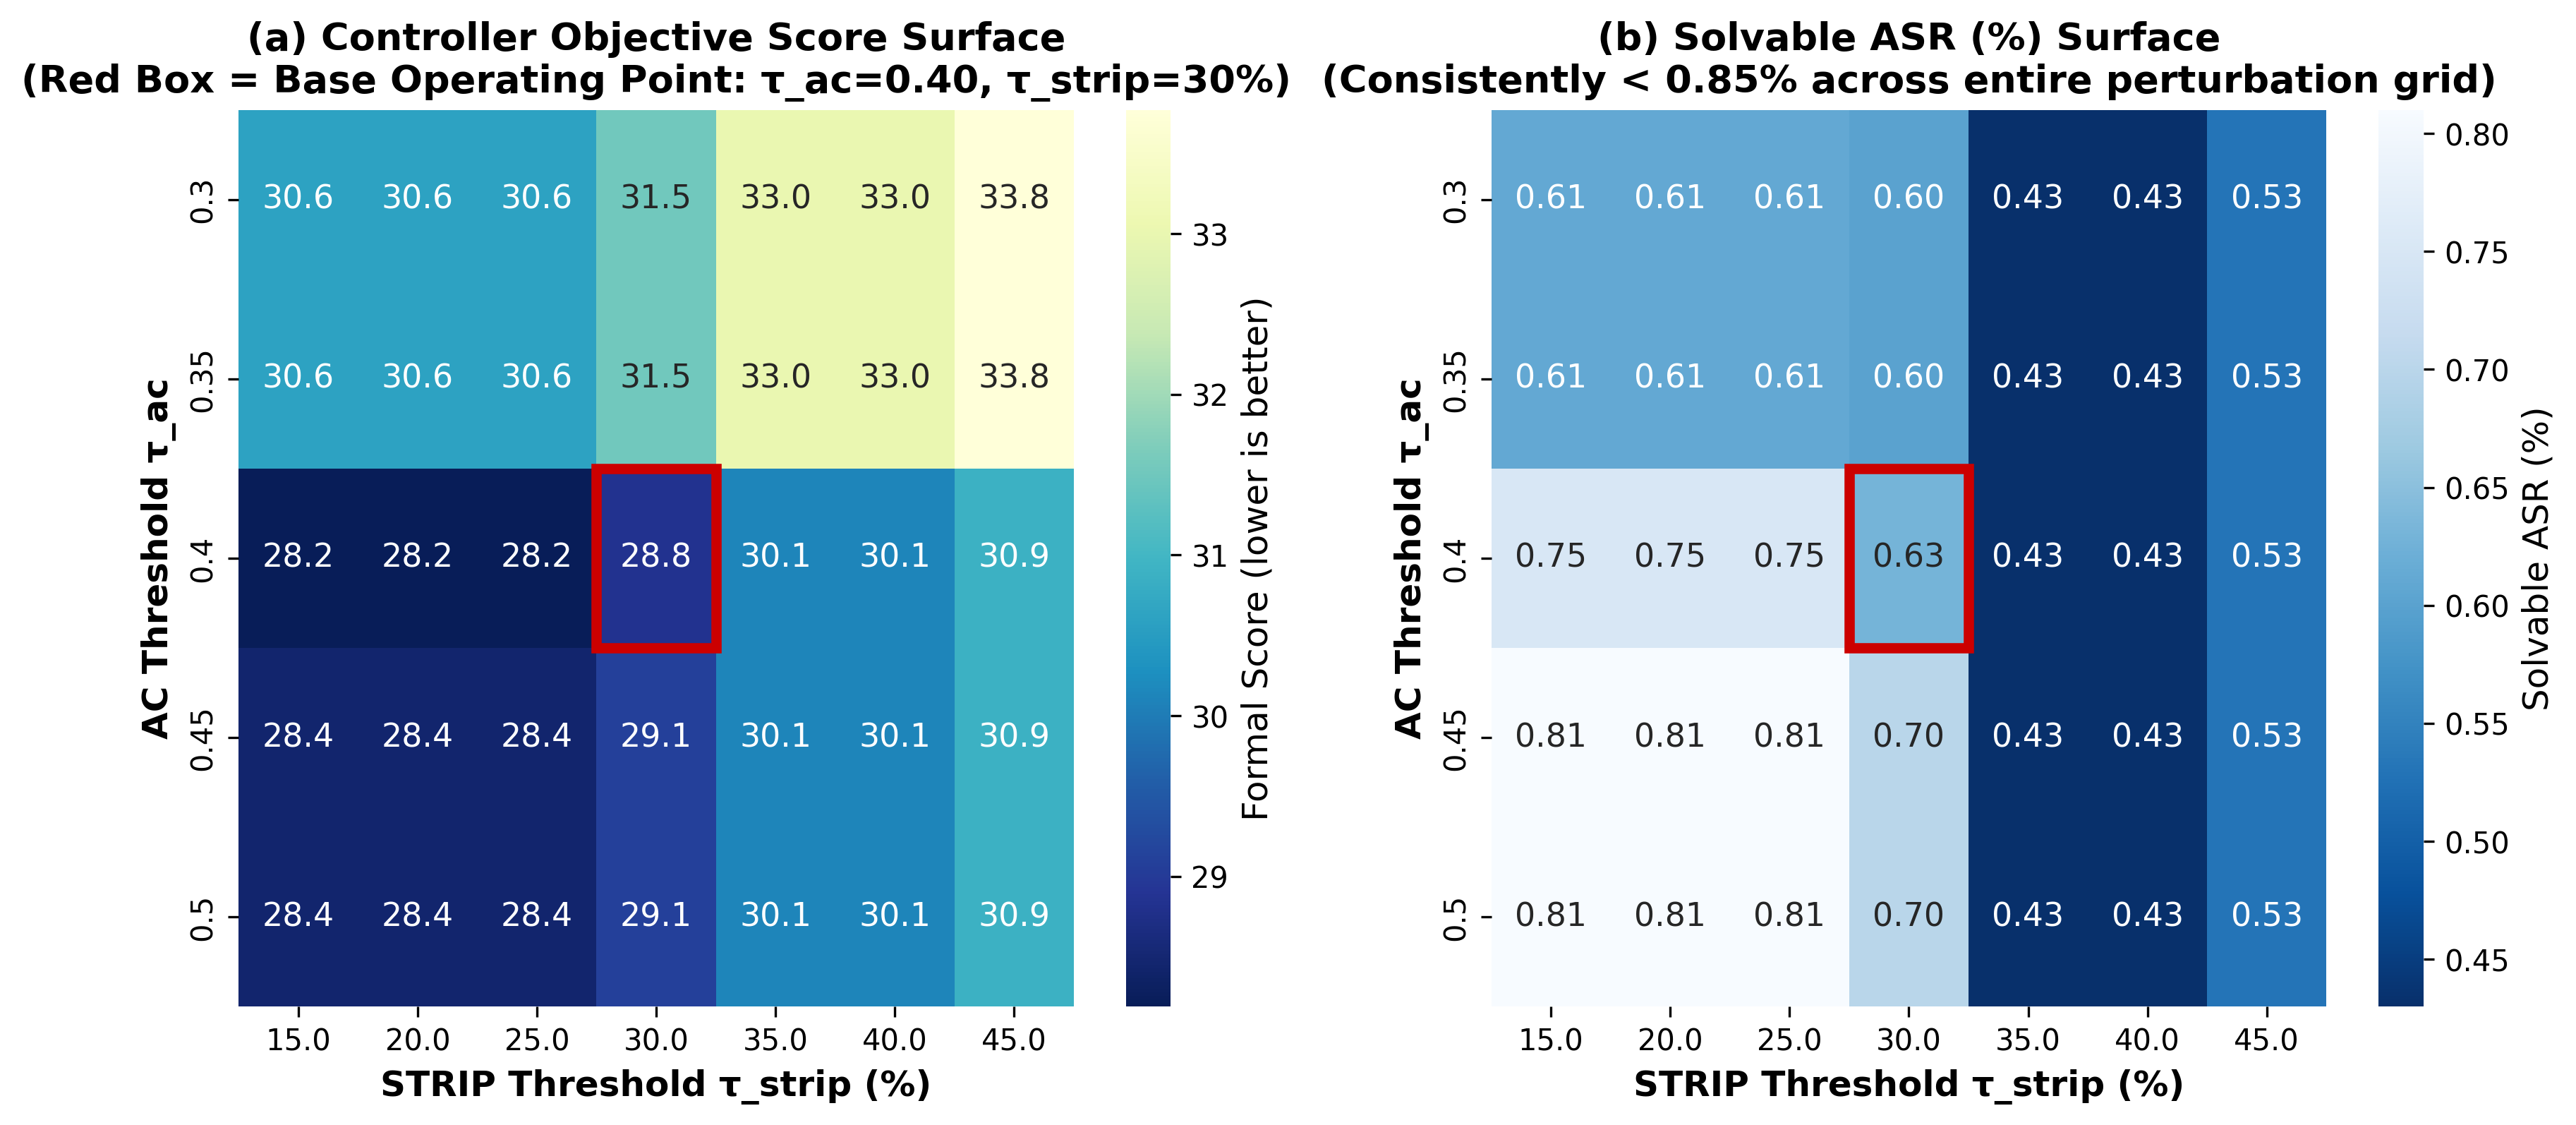 (a) Controller Objective Score Surface
(Red Box = Base Operating Point: τ_ac=0.40, τ_strip=30%)
AC Threshold τ_ac
0.3
30.6 30.6 30.6 31.5 33.0 33.0 33.8
0.35
30.6 30.6 30.6 31.5 33.0 33.0 33.8
0.4
28.2 28.2 28.2 28.8 30.1 30.1 30.9
0.45
28.4 28.4 28.4 29.1 30.1 30.1 30.9
0.5
28.4 28.4 28.4 29.1 30.1 30.1 30.9
15.0 20.0 25.0 30.0 35.0 40.0 45.0
STRIP Threshold τ_strip (%)
33
32
31
30
29
Formal Score (lower is better)
(b) Solvable ASR (%) Surface
(Consistently < 0.85% across entire perturbation grid)
AC Threshold τ_ac
0.3
0.61 0.61 0.61 0.60 0.43 0.43 0.53
0.35
0.61 0.61 0.61 0.60 0.43 0.43 0.53
0.4
0.75 0.75 0.75 0.63 0.43 0.43 0.53
0.45
0.81 0.81 0.81 0.70 0.43 0.43 0.53
0.5
0.81 0.81 0.81 0.70 0.43 0.43 0.53
15.0 20.0 25.0 30.0 35.0 40.0 45.0
STRIP Threshold τ_strip (%)
0.80
0.75
0.70
0.65
0.60
0.55
0.50
0.45
Solvable ASR (%)